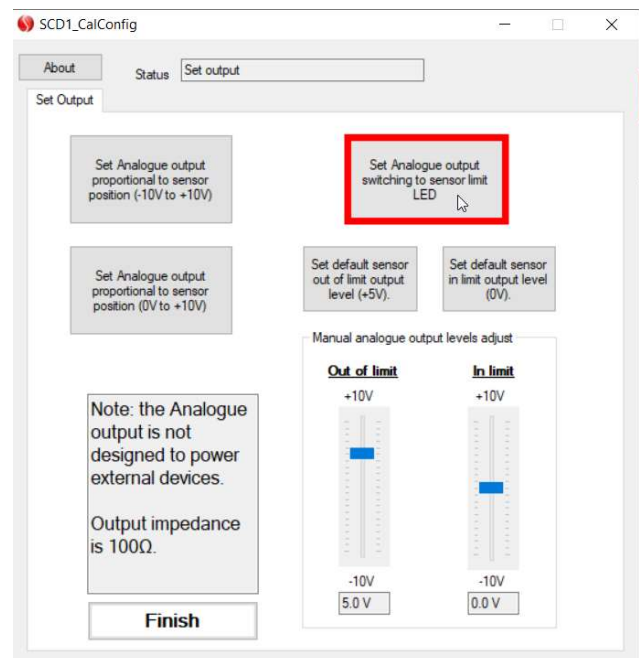 SCD1_CalConfig
About
Status
Set output
Set Output
Set Analogue output
proportional to sensor
position (-10V to +10V)
Set Analogue output
switching to sensor limit
LED
Set Analogue output
proportional to sensor
position (0V to +10V)
Set default sensor
out of limit output
level (+5V).
Set default sensor
in limit output level
(0V).
Manual analogue output levels adjust
Out of limit
In limit
+10V
+10V
-10V
-10V
5.0 V
0.0 V
Note: the Analogue
output is not
designed to power
external devices.
Output impedance
is 100Ω.
Finish